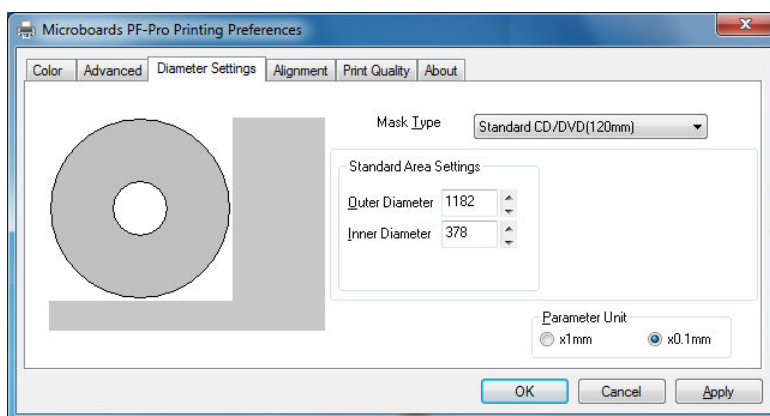 Microboards PF-Pro Printing Preferences
Color Advanced Diameter Settings Alignment Print Quality About
Mask Type Standard CD/DVD(120mm)
Standard Area Settings
Outer Diameter 1182
Inner Diameter 378
Parameter Unit
x1mm x0.1mm
OK Cancel Apply